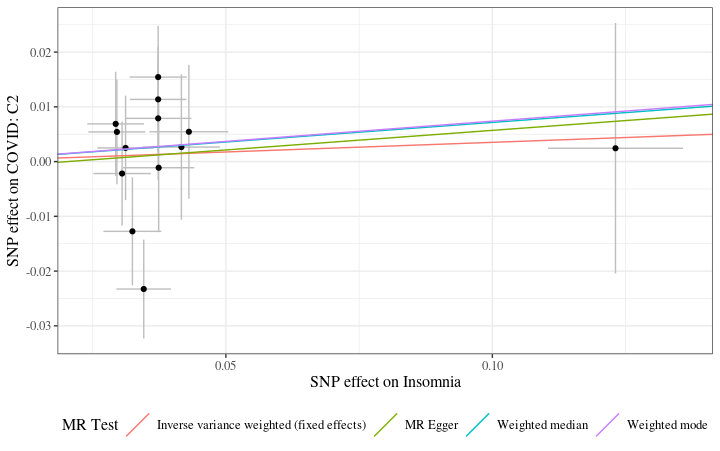 SNP effect on COVID: C2
0.02
0.01
0.00
-0.01
-0.02
-0.03
0.05
0.10
SNP effect on Insomnia
MR Test
Inverse variance weighted (fixed effects)
MR Egger
Weighted median
Weighted mode